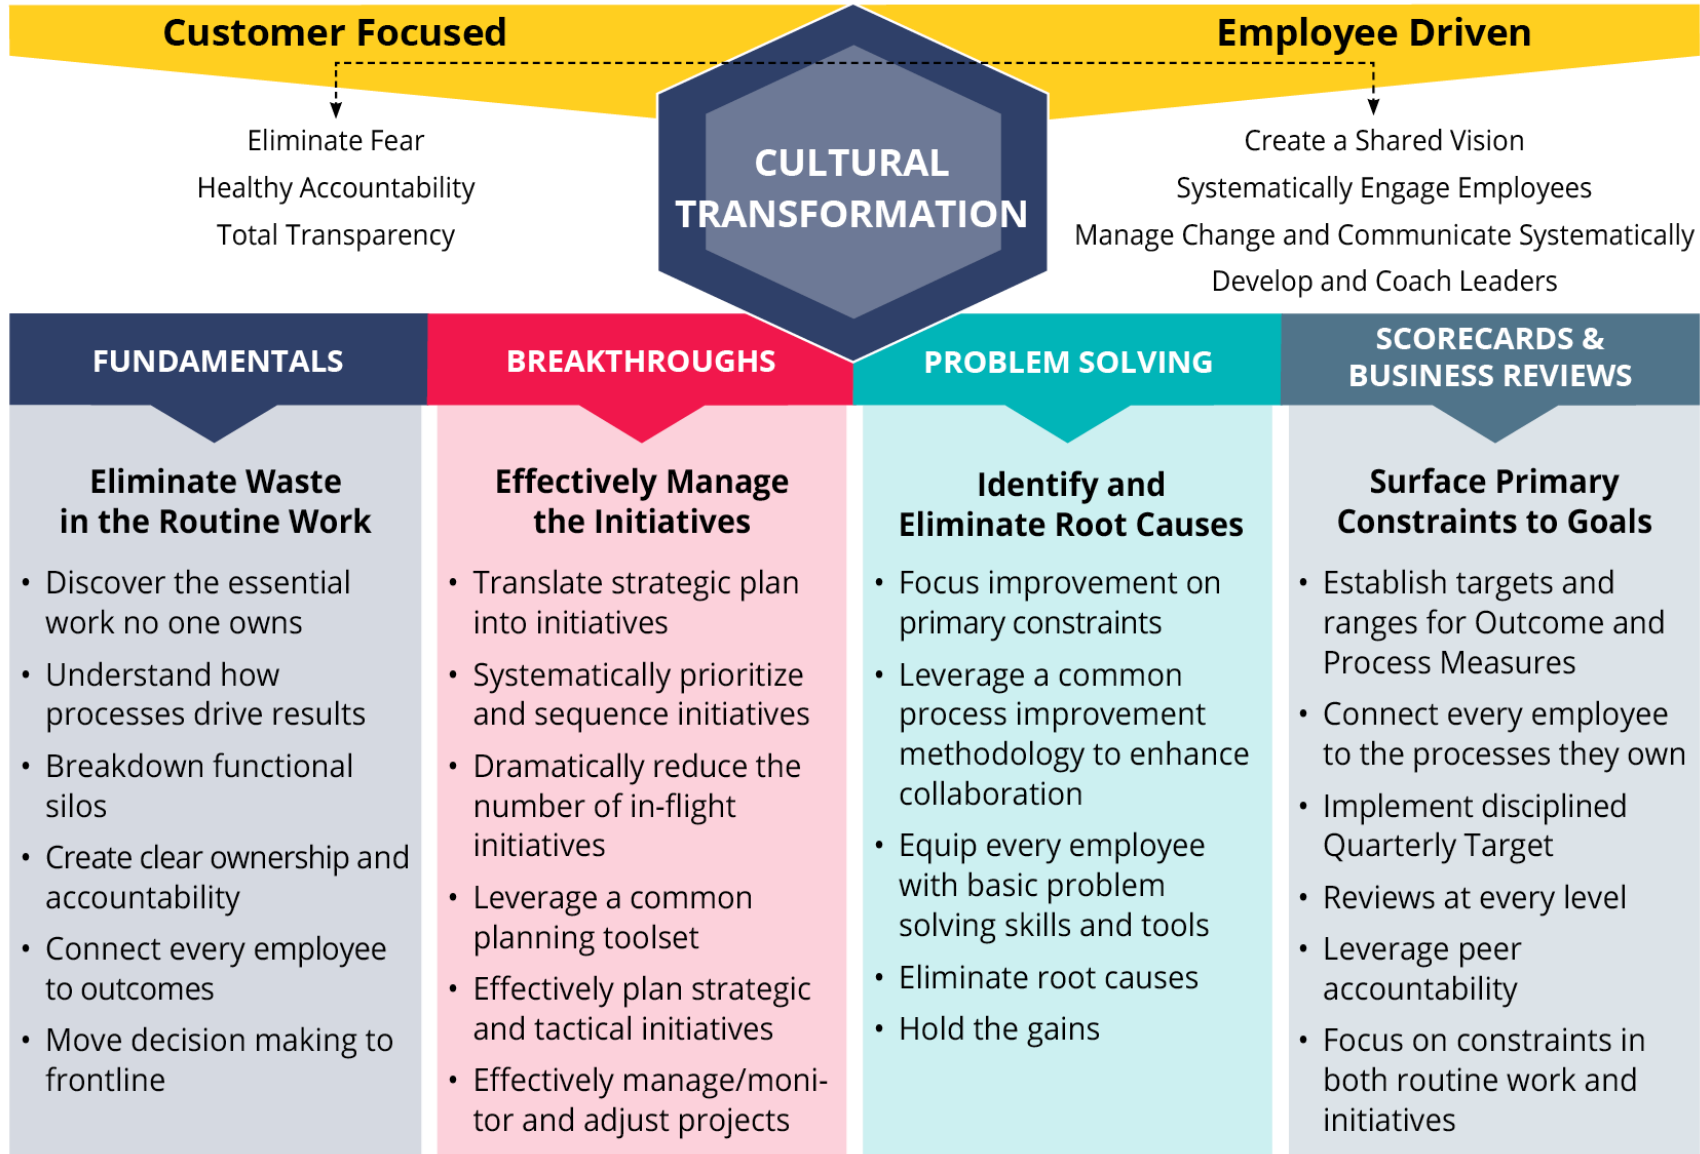 Customer Focused
Employee Driven
CULTURAL
TRANSFORMATION
Eliminate Fear
Healthy Accountability
Total Transparency
Create a Shared Vision
Systematically Engage Employees
Manage Change and Communicate Systematically
Develop and Coach Leaders
FUNDAMENTALS
Eliminate Waste
in the Routine Work
• Discover the essential
work no one owns
• Understand how
processes drive results
• Breakdown functional
silos
• Create clear ownership and
accountability
• Connect every employee
to outcomes
• Move decision making to
frontline
BREAKTHROUGHS
Effectively Manage
the Initiatives
• Translate strategic plan
into initiatives
• Systematically prioritize
and sequence initiatives
• Dramatically reduce the
number of in-flight
initiatives
• Leverage a common
planning toolset
• Effectively plan strategic
and tactical initiatives
• Effectively manage/moni-
tor and adjust projects
PROBLEM SOLVING
Identify and
Eliminate Root Causes
• Focus improvement on
primary constraints
• Leverage a common
process improvement
methodology to enhance
collaboration
• Equip every employee
with basic problem
solving skills and tools
• Eliminate root causes
• Hold the gains
SCORECARDS &
BUSINESS REVIEWS
Surface Primary
Constraints to Goals
• Establish targets and
ranges for Outcome and
Process Measures
• Connect every employee
to the processes they own
• Implement disciplined
Quarterly Target
• Reviews at every level
• Leverage peer
accountability
• Focus on constraints in
both routine work and
initiatives